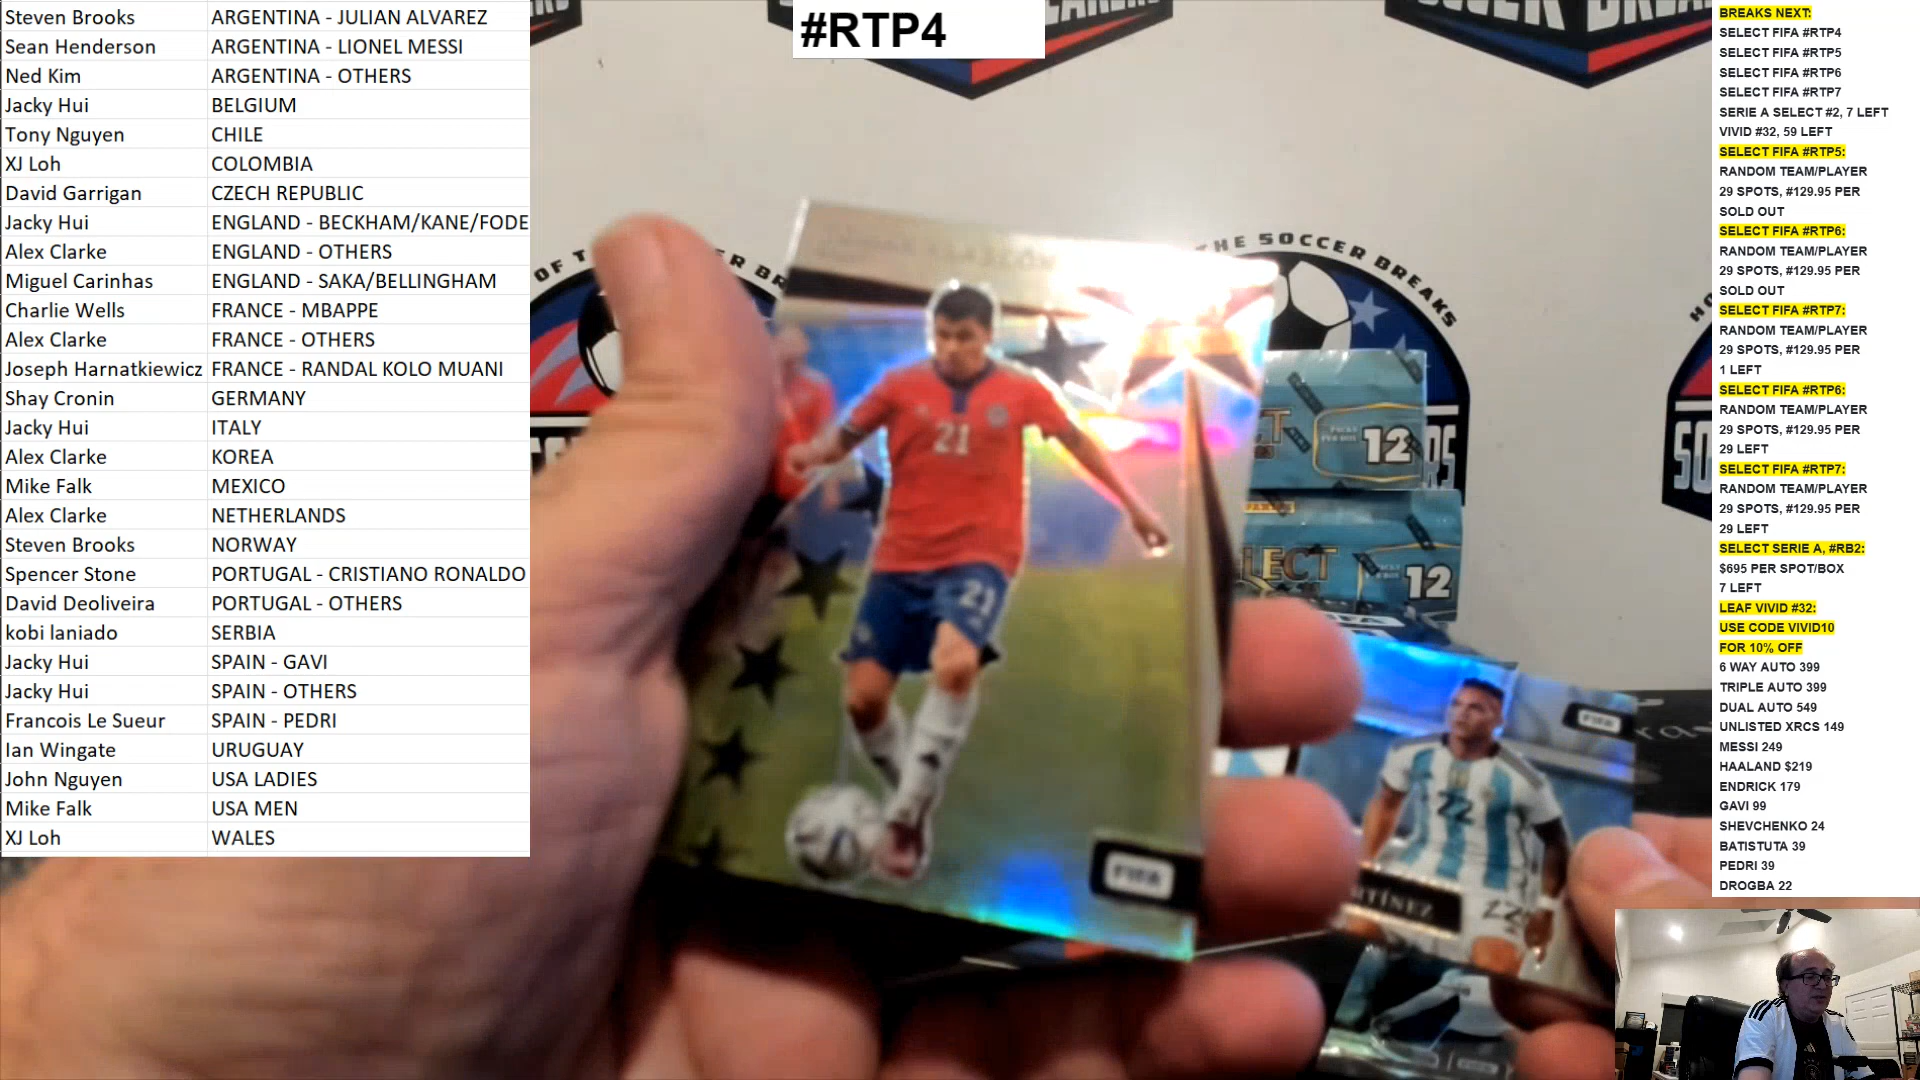 Steven Brooks ARGENTINA - JULIAN ALVAREZ
Sean Henderson ARGENTINA - LIONEL MESSI
Ned Kim ARGENTINA - OTHERS
Jacky Hui BELGIUM
Tony Nguyen CHILE
XJ Loh COLOMBIA
David Garrigan CZECH REPUBLIC
Jacky Hui ENGLAND - BECKHAM/KANE/FODE
Alex Clarke ENGLAND - OTHERS
Miguel Carinhas ENGLAND - SAKA/BELLINGHAM
Charlie Wells FRANCE - MBAPPE
Alex Clarke FRANCE - OTHERS
Joseph Harnatkiewicz FRANCE - RANDAL KOLO MUANI
Shay Cronin GERMANY
Jacky Hui ITALY
Alex Clarke KOREA
Mike Falk MEXICO
Alex Clarke NETHERLANDS
Steven Brooks NORWAY
Spencer Stone PORTUGAL - CRISTIANO RONALDO
David Deoliveira PORTUGAL - OTHERS
kobi laniado SERBIA
Jacky Hui SPAIN - GAVI
Jacky Hui SPAIN - OTHERS
Francois Le Sueur SPAIN - PEDRI
Ian Wingate URUGUAY
John Nguyen USA LADIES
Mike Falk USA MEN
XJ Loh WALES
#RTP4
THE SOCCER BREAKS
OF T
12
12
LECT
21
21
FIFA
FIFA
22
22
RTÍNEZ
BREAKS NEXT:
SELECT FIFA #RTP4
SELECT FIFA #RTP5
SELECT FIFA #RTP6
SELECT FIFA #RTP7
SERIE A SELECT #2, 7 LEFT
VIVID #32, 59 LEFT
SELECT FIFA #RTP5:
RANDOM TEAM/PLAYER
29 SPOTS, #129.95 PER
SOLD OUT
SELECT FIFA #RTP6:
RANDOM TEAM/PLAYER
29 SPOTS, #129.95 PER
SOLD OUT
SELECT FIFA #RTP7:
RANDOM TEAM/PLAYER
29 SPOTS, #129.95 PER
1 LEFT
SELECT FIFA #RTP6:
RANDOM TEAM/PLAYER
29 SPOTS, #129.95 PER
29 LEFT
SELECT FIFA #RTP7:
RANDOM TEAM/PLAYER
29 SPOTS, #129.95 PER
29 LEFT
SELECT SERIE A, #RB2:
$695 PER SPOT/BOX
7 LEFT
LEAF VIVID #32:
USE CODE VIVID10
FOR 10% OFF
6 WAY AUTO 399
TRIPLE AUTO 399
DUAL AUTO 549
UNLISTED XRCS 149
MESSI 249
HAALAND $219
ENDRICK 179
GAVI 99
SHEVCHENKO 24
BATISTUTA 39
PEDRI 39
DROGBA 22